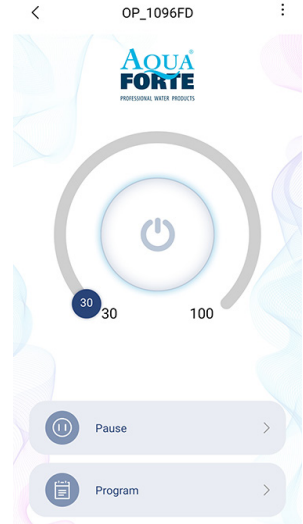 OP_1096FD
AQUA
FORTE
PROFESSIONAL WATER PRODUCTS
30
30
100
Pause
Program